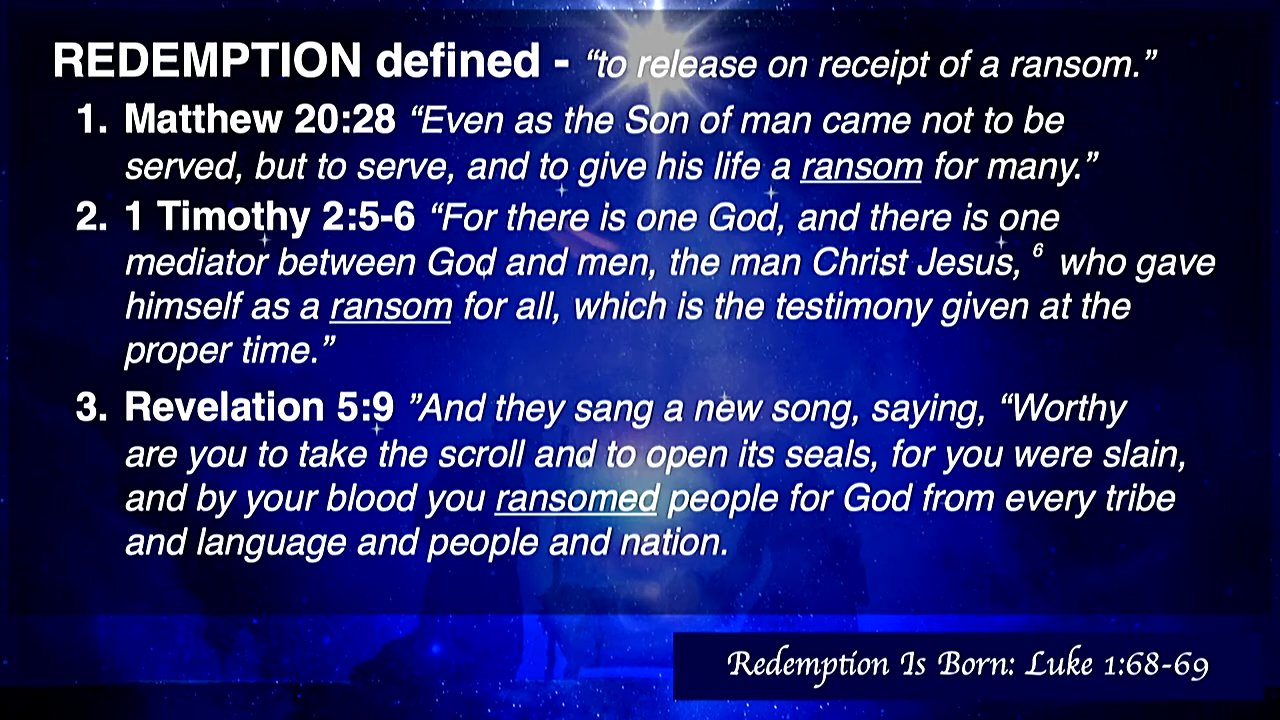 REDEMPTION defined - “to release on receipt of a ransom.”
1. Matthew 20:28 “Even as the Son of man came not to be
served, but to serve, and to give his life a ransom for many.”
2. 1 Timothy 2:5-6 “For there is one God, and there is one
mediator between God and men, the man Christ Jesus, ⁶ who gave
himself as a ransom for all, which is the testimony given at the
proper time.”
3. Revelation 5:9 ”And they sang a new song, saying, “Worthy
are you to take the scroll and to open its seals, for you were slain,
and by your blood you ransomed people for God from every tribe
and language and people and nation.
Redemption Is Born: Luke 1:68-69